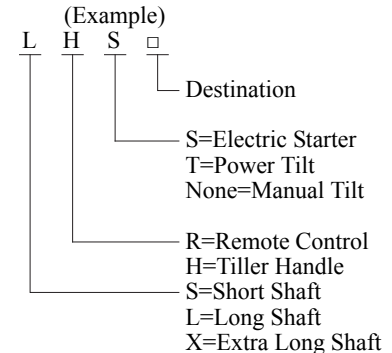 (Example)
L H S □
Destination
S=Electric Starter
T=Power Tilt
None=Manual Tilt
R=Remote Control
H=Tiller Handle
S=Short Shaft
L=Long Shaft
X=Extra Long Shaft